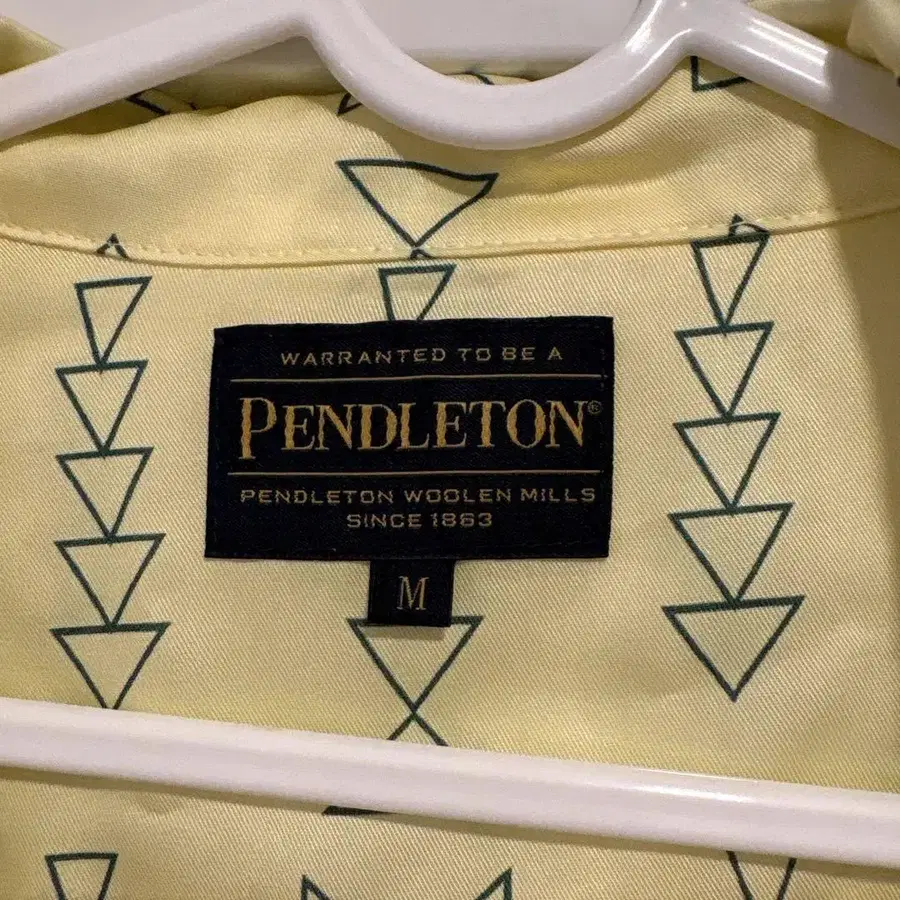 WARRANTED TO BE A
PENDLETON®
PENDLETON WOOLEN MILLS
SINCE 1863
M